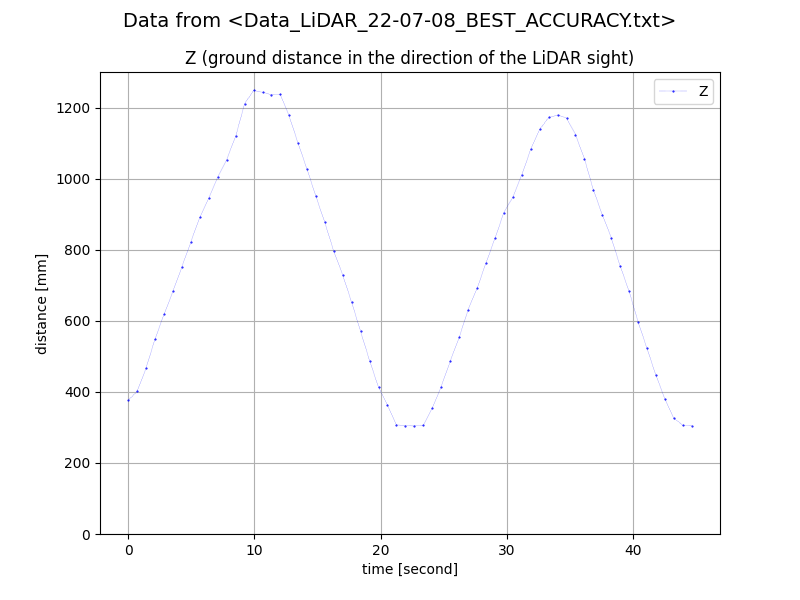 Data from <Data_LiDAR_22-07-08_BEST_ACCURACY.txt>
Z (ground distance in the direction of the LiDAR sight)
Z
distance [mm]
1200
1000
800
600
400
200
0
0 10 20 30 40
time [second]